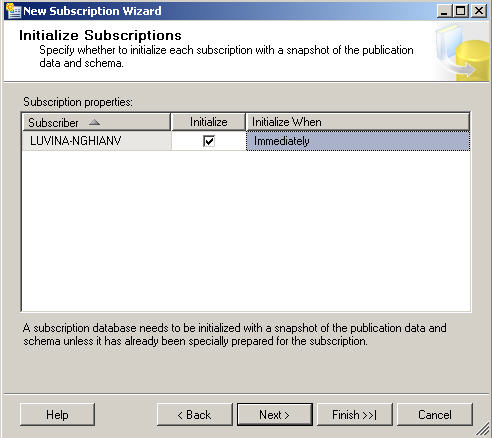 New Subscription Wizard
Initialize Subscriptions
Specify whether to initialize each subscription with a snapshot of the publication
data and schema.
Subscription properties:
Subscriber Initialize Initialize When
LUVINA-NGHIANV Immediately
A subscription database needs to be initialized with a snapshot of the publication data and
schema unless it has already been specially prepared for the subscription.
Help < Back Next > Finish >>| Cancel